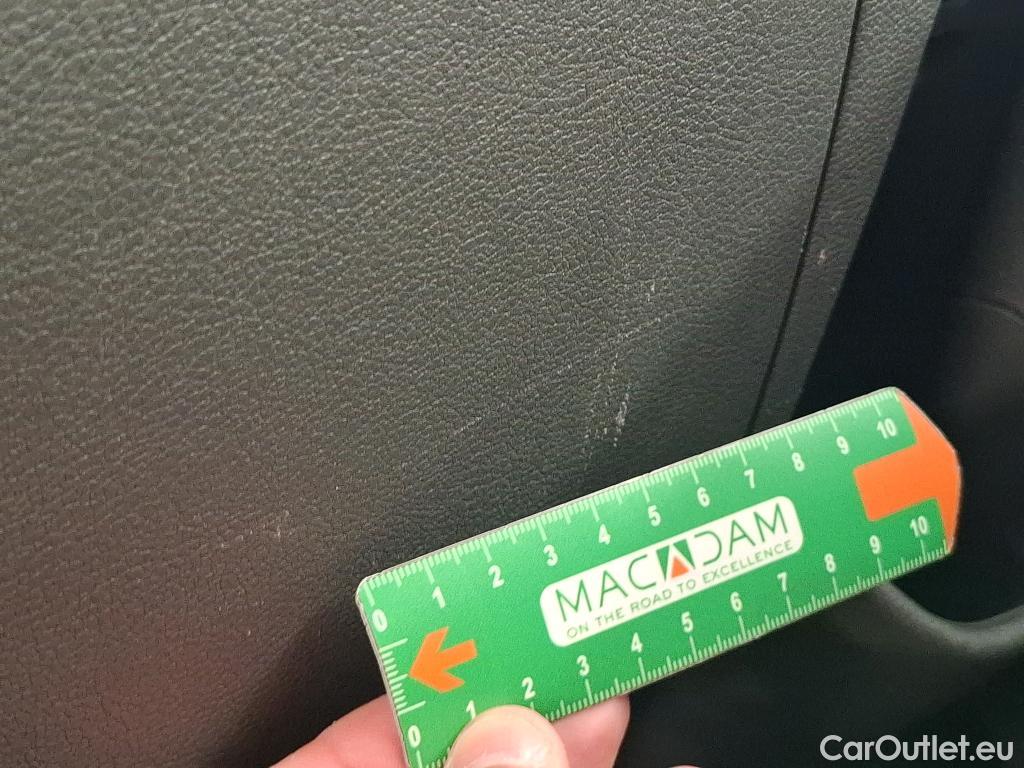 0 1 2 3 4 5 6 7 8 9 10
MACADAM
ON THE ROAD TO EXCELLENCE
0 1 2 3 4 5 6 7 8 9 10
CarOutlet.eu